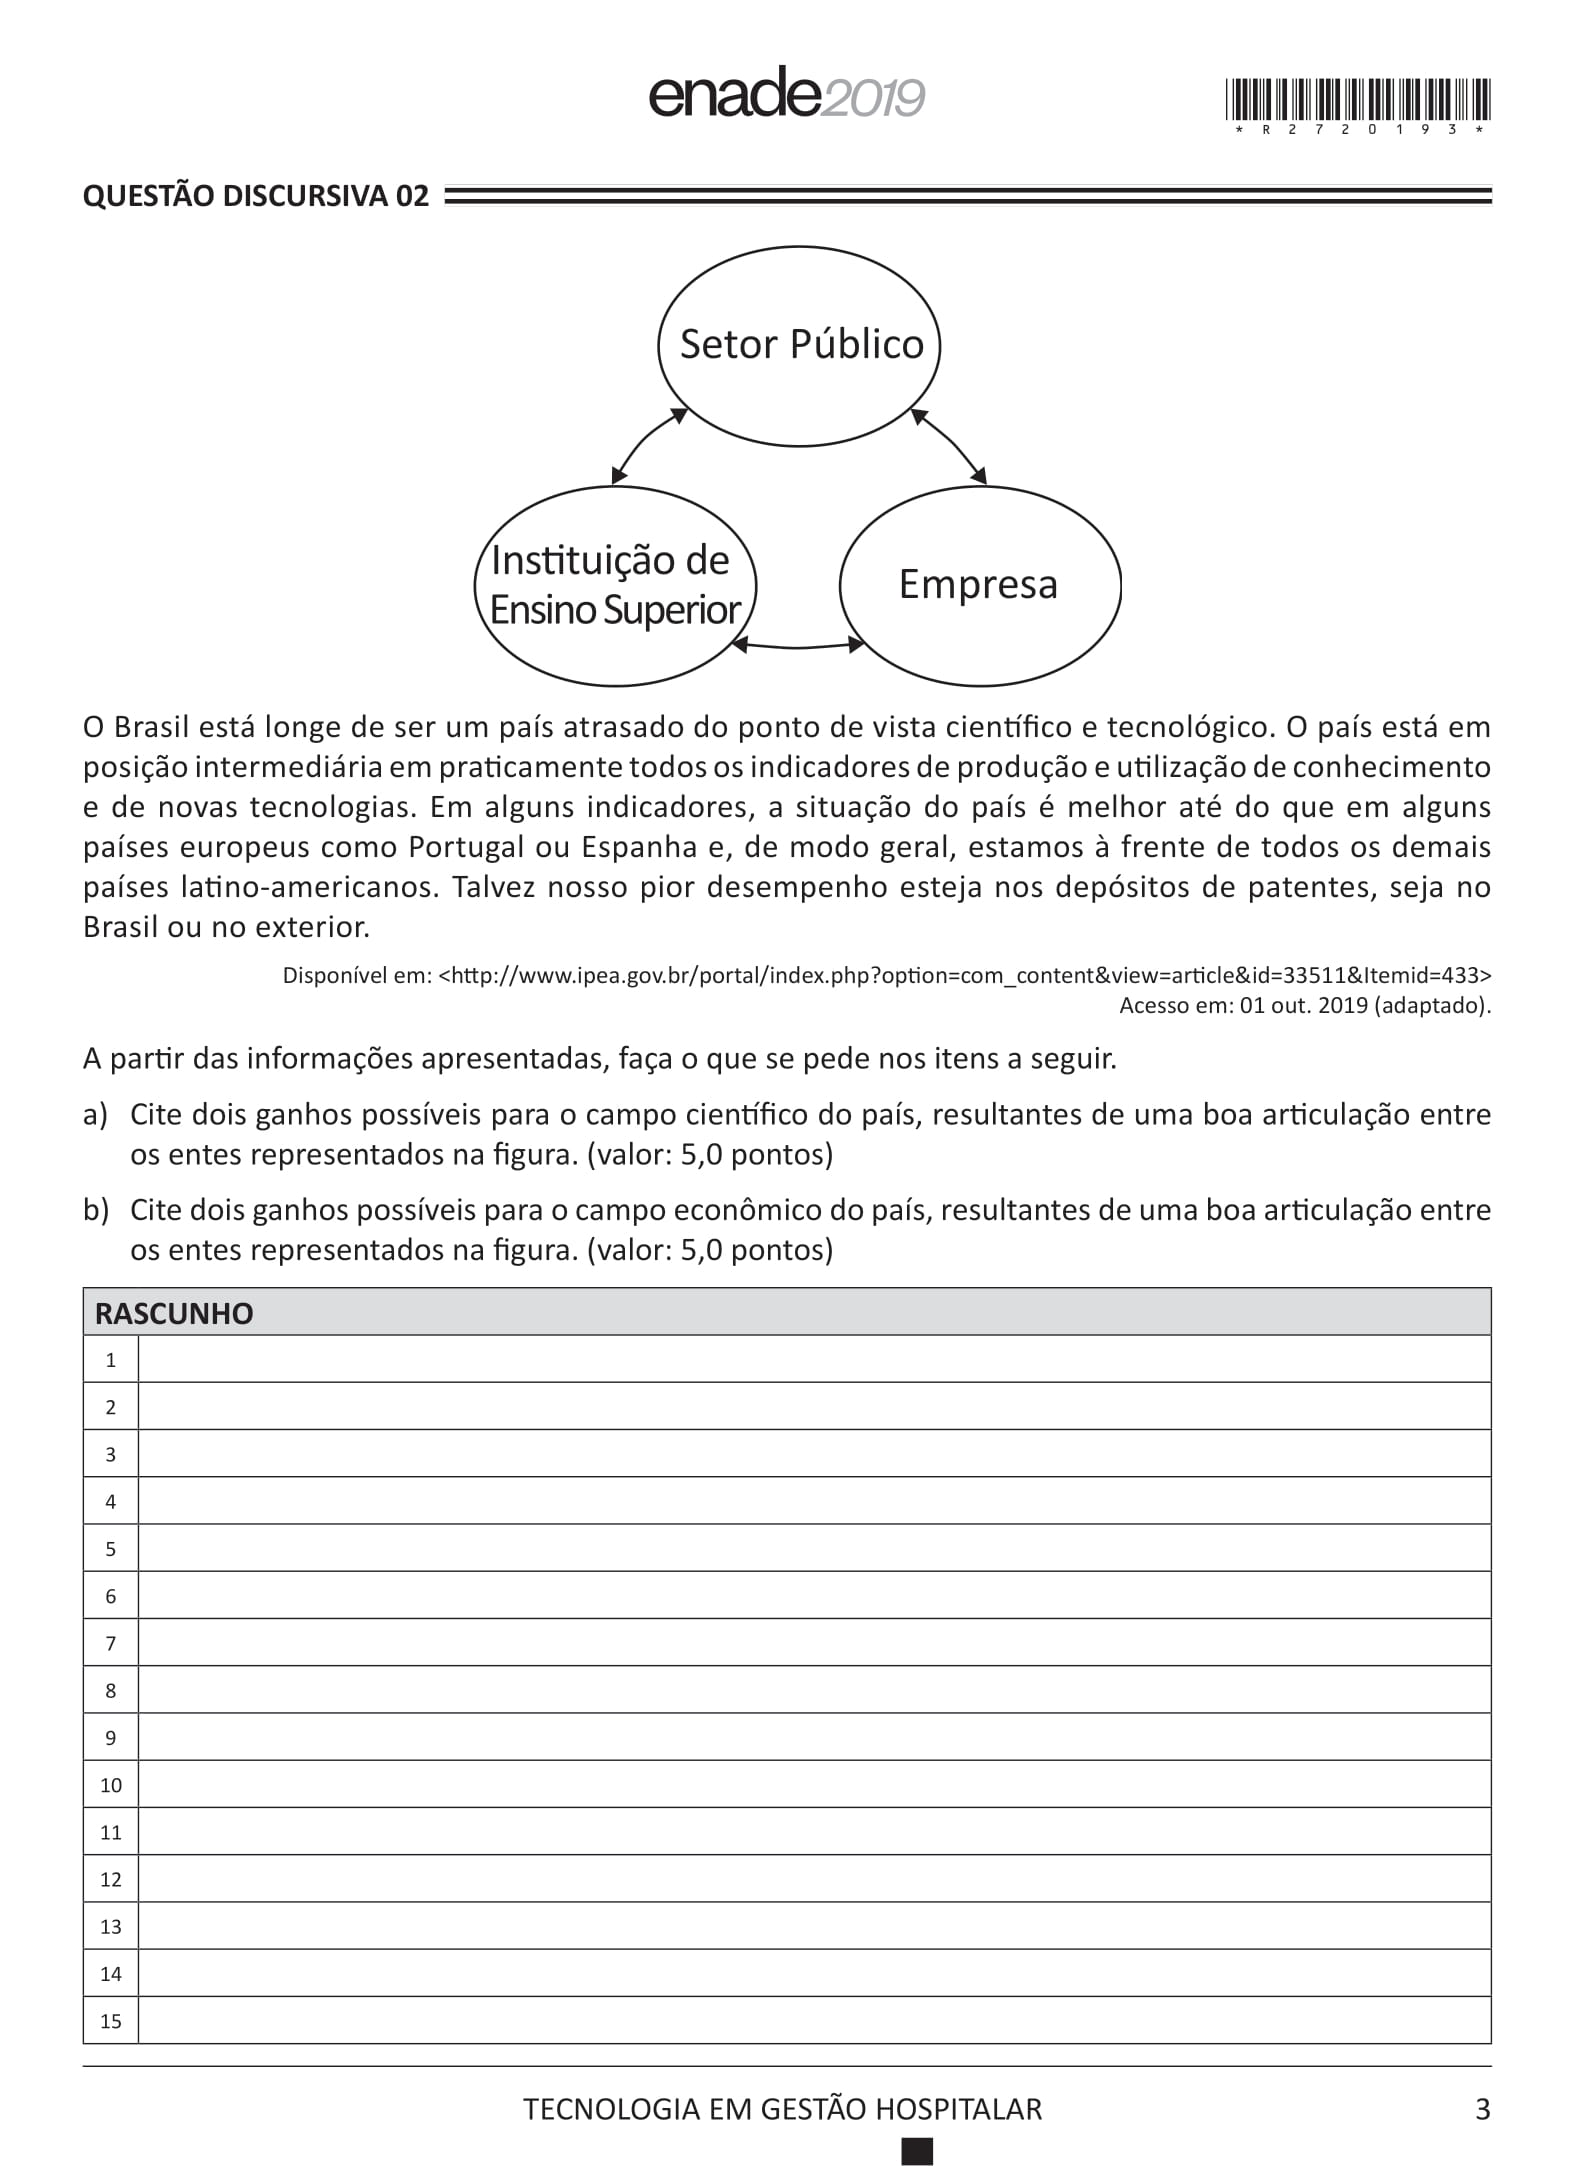 enade2019
*R2720193*
QUESTÃO DISCURSIVA 02
Setor Público
Instituição de
Ensino Superior
Empresa
O Brasil está longe de ser um país atrasado do ponto de vista científico e tecnológico. O país está em
posição intermediária em praticamente todos os indicadores de produção e utilização de conhecimento
e de novas tecnologias. Em alguns indicadores, a situação do país é melhor até do que em alguns
países europeus como Portugal ou Espanha e, de modo geral, estamos à frente de todos os demais
países latino-americanos. Talvez nosso pior desempenho esteja nos depósitos de patentes, seja no
Brasil ou no exterior.
Disponível em: <http://www.ipea.gov.br/portal/index.php?option=com_content&view=article&id=33511&Itemid=433>
Acesso em: 01 out. 2019 (adaptado).
A partir das informações apresentadas, faça o que se pede nos itens a seguir.
a) Cite dois ganhos possíveis para o campo científico do país, resultantes de uma boa articulação entre
os entes representados na figura. (valor: 5,0 pontos)
b) Cite dois ganhos possíveis para o campo econômico do país, resultantes de uma boa articulação entre
os entes representados na figura. (valor: 5,0 pontos)
RASCUNHO
1
2
3
4
5
6
7
8
9
10
11
12
13
14
15
TECNOLOGIA EM GESTÃO HOSPITALAR
3